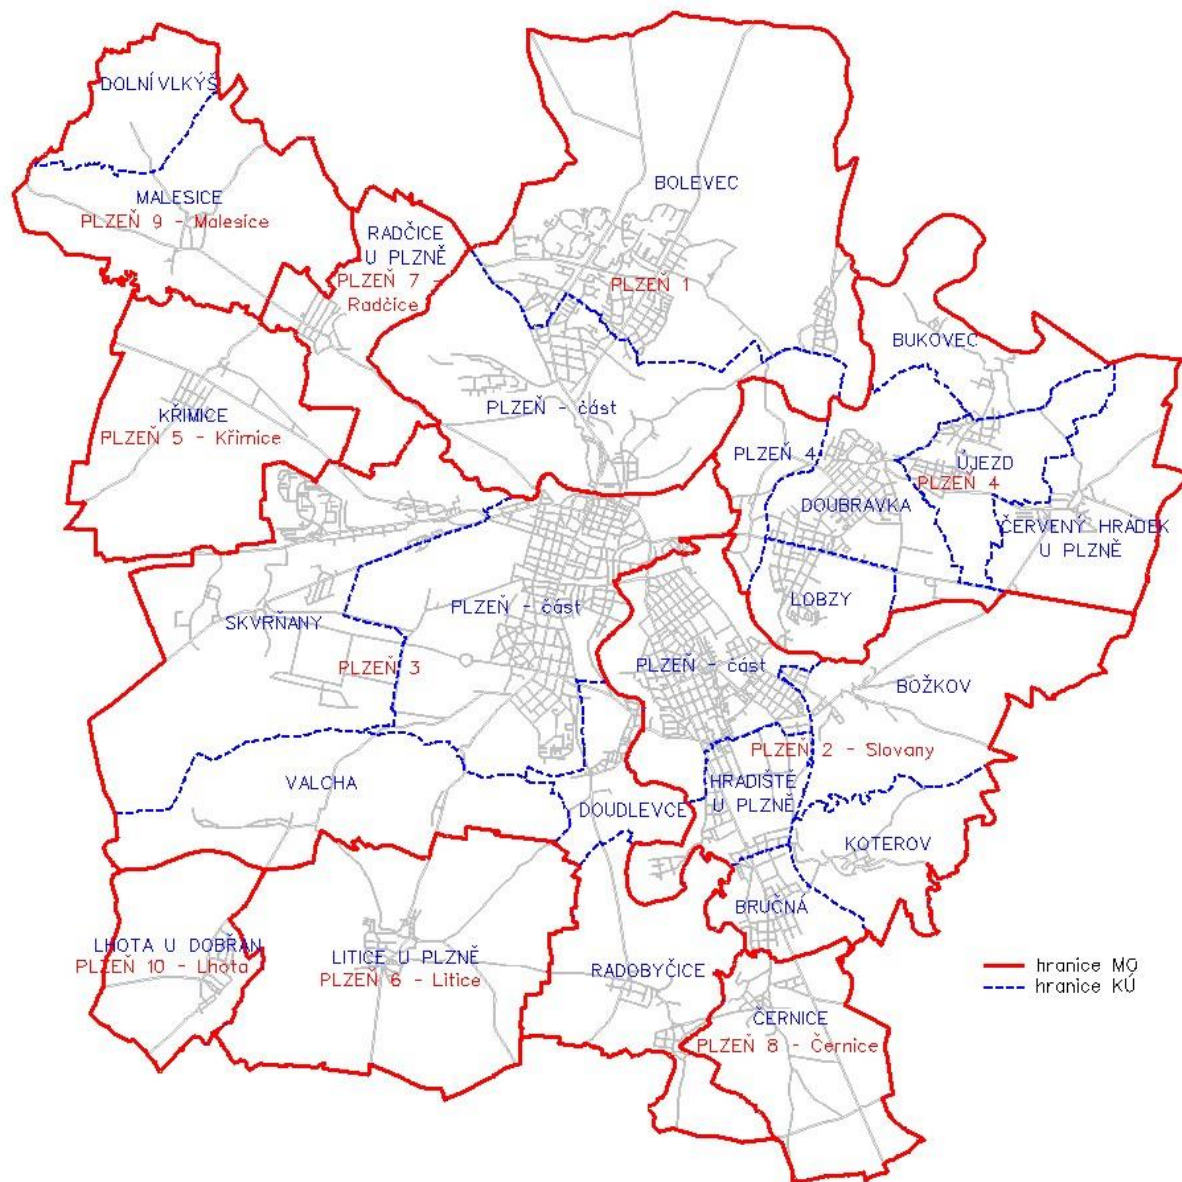 DOLNÍ VLKÝŠ
MALESICE
PLZEŇ 9 - Malesice
RADČICE
U PLZNĚ
PLZEŇ 7 -
Radčice
BOLEVEC
PLZEŇ 1
BUKOVEC
KŘIMICE
PLZEŇ 5 - Křimice
PLZEŇ - část
PLZEŇ 4
ÚJEZD
PLZEŇ 4
DOUBRAVKA
ČERVENÝ HRÁDEK
U PLZNĚ
LOBZY
SKVRŇANY
PLZEŇ - část
PLZEŇ 3
PLZEŇ - část
BOŽKOV
PLZEŇ 2 - Slovany
VALCHA
HRADIŠTĚ
U PLZNĚ
DOUDLEVCE
KOTEROV
BRUČNÁ
LHOTA U DOBŘAN
PLZEŇ 10 - Lhota
LITICE U PLZNĚ
PLZEŇ 6 - Litice
RADOBYČICE
ČERNICE
PLZEŇ 8 - Černice
hranice MO
hranice KÚ